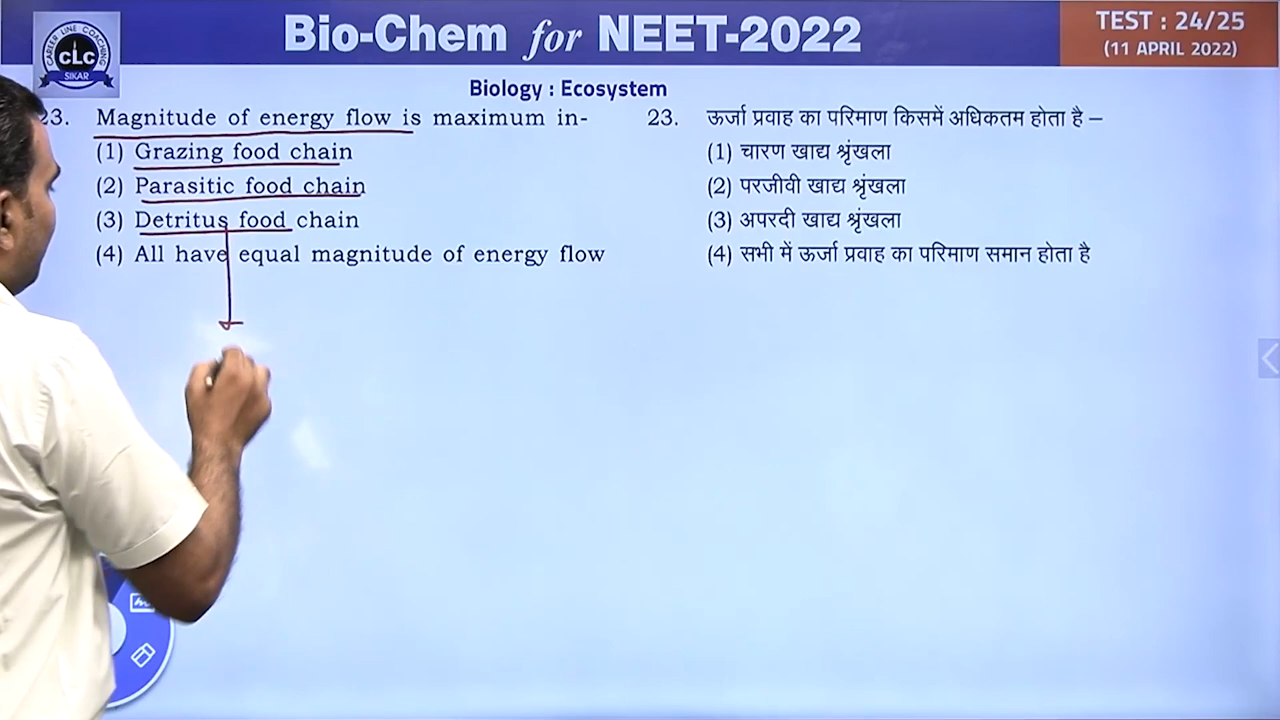 Bio-Chem for NEET-2022
TEST : 24/25
(11 APRIL 2022)
CAREER LINE COACHING
CLC
SIKAR
Biology : Ecosystem
23. Magnitude of energy flow is maximum in-
(1) Grazing food chain
(2) Parasitic food chain
(3) Detritus food chain
(4) All have equal magnitude of energy flow
23. ऊर्जा प्रवाह का परिमाण किसमें अधिकतम होता है –
(1) चारण खाद्य श्रृंखला
(2) परजीवी खाद्य श्रृंखला
(3) अपरदी खाद्य श्रृंखला
(4) सभी में ऊर्जा प्रवाह का परिमाण समान होता है